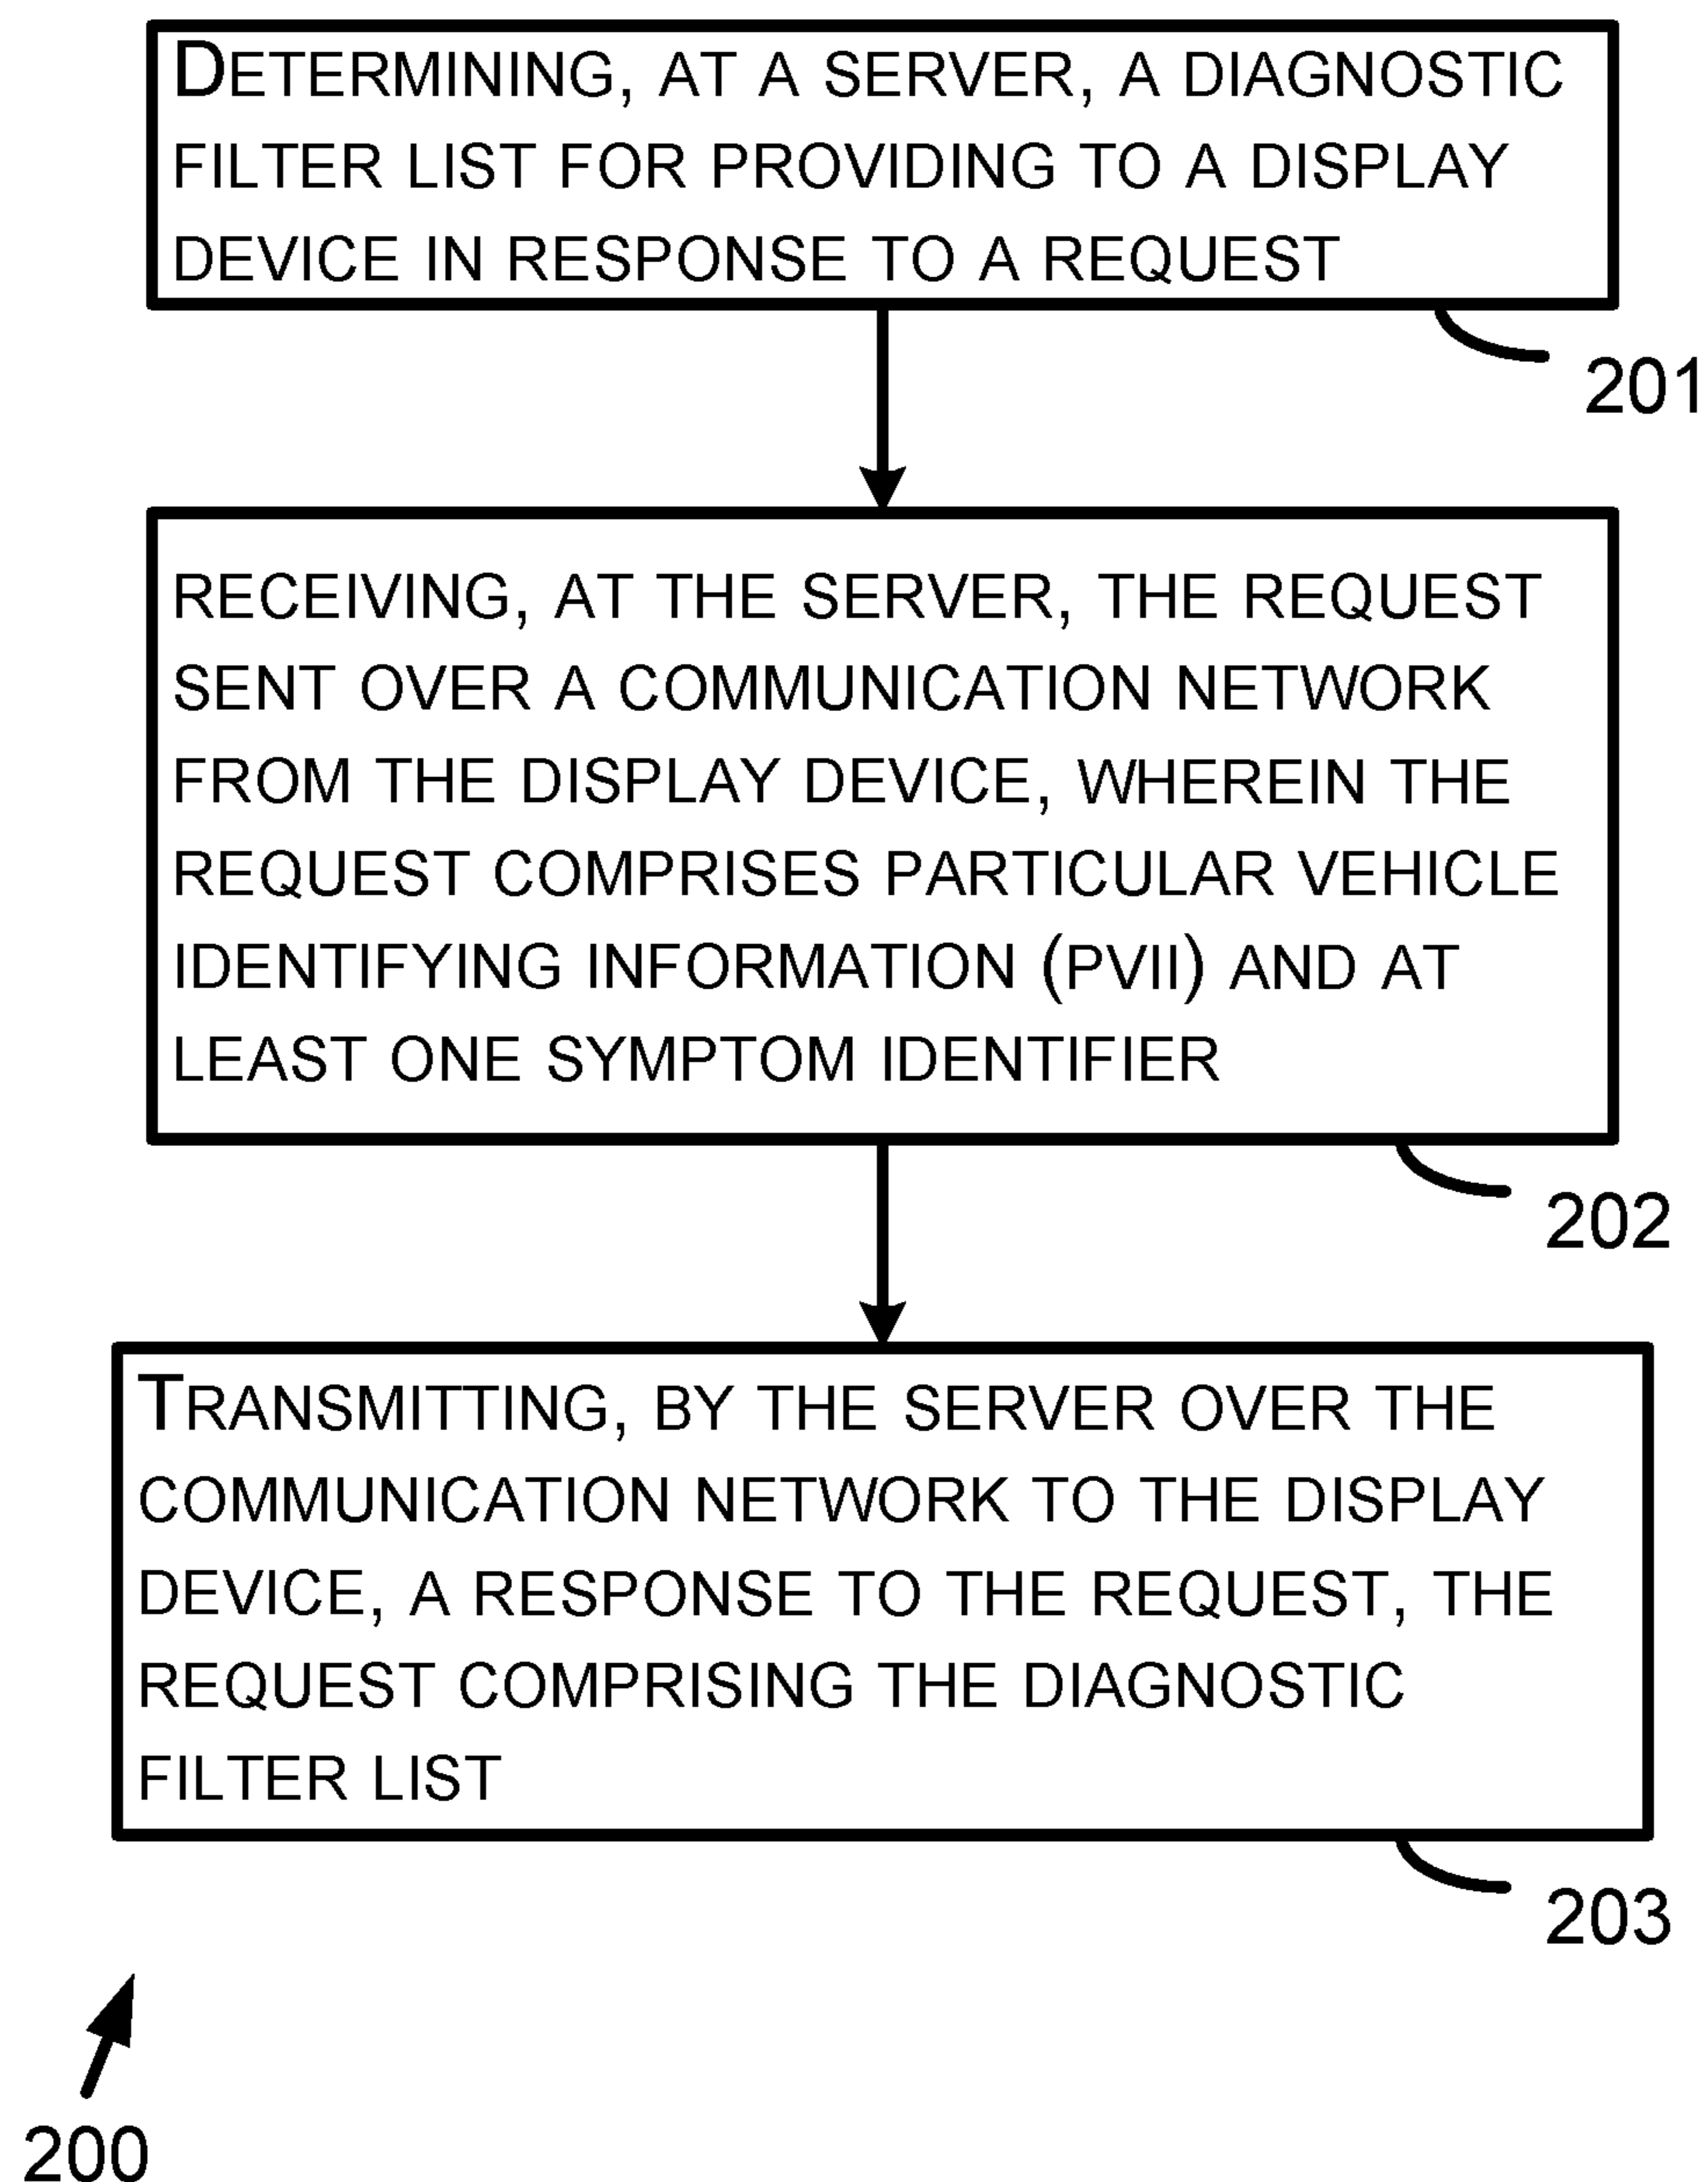 DETERMINING, AT A SERVER, A DIAGNOSTIC
FILTER LIST FOR PROVIDING TO A DISPLAY
DEVICE IN RESPONSE TO A REQUEST
201
RECEIVING, AT THE SERVER, THE REQUEST
SENT OVER A COMMUNICATION NETWORK
FROM THE DISPLAY DEVICE, WHEREIN THE
REQUEST COMPRISES PARTICULAR VEHICLE
IDENTIFYING INFORMATION (PVII) AND AT
LEAST ONE SYMPTOM IDENTIFIER
202
TRANSMITTING, BY THE SERVER OVER THE
COMMUNICATION NETWORK TO THE DISPLAY
DEVICE, A RESPONSE TO THE REQUEST, THE
REQUEST COMPRISING THE DIAGNOSTIC
FILTER LIST
203
200